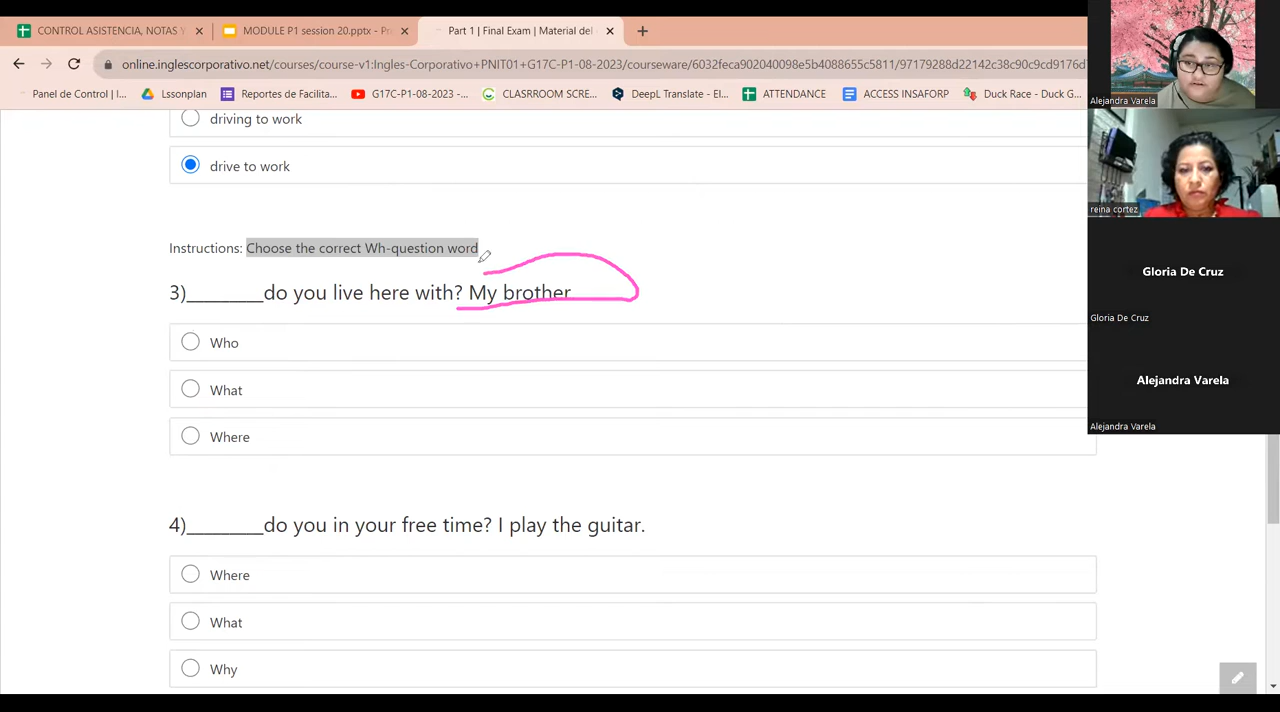 CONTROL ASISTENCIA, NOTAS Y
MODULE P1 session 20.pptx - Pr
Part 1 | Final Exam | Material del
online.inglescorporativo.net/courses/course-v1:Ingles-Corporativo+PNIT01+G17C-P1-08-2023/courseware/6032feca902040098e5b4088655c5811/97179288d22142c38c90c9cd9176d7
Panel de Control | I...
Lssonplan
Reportes de Facilita...
G17C-P1-08-2023 -...
CLASSROOM SCRE...
DeepL Translate - El...
ATTENDANCE
ACCESS INSAFORP
Duck Race - Duck G...
driving to work
drive to work
Instructions: Choose the correct Wh-question word
3)________do you live here with? My brother
Who
What
Where
4)________do you in your free time? I play the guitar.
Where
What
Why
Alejandra Varela
reina cortez
Gloria De Cruz
Gloria De Cruz
Alejandra Varela
Alejandra Varela